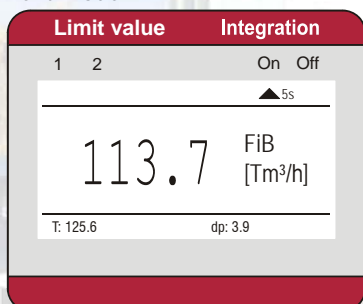 Limit value Integration
1 2 On Off
5s
113.7 FiB
[Tm³/h]
T: 125.6 dp: 3.9